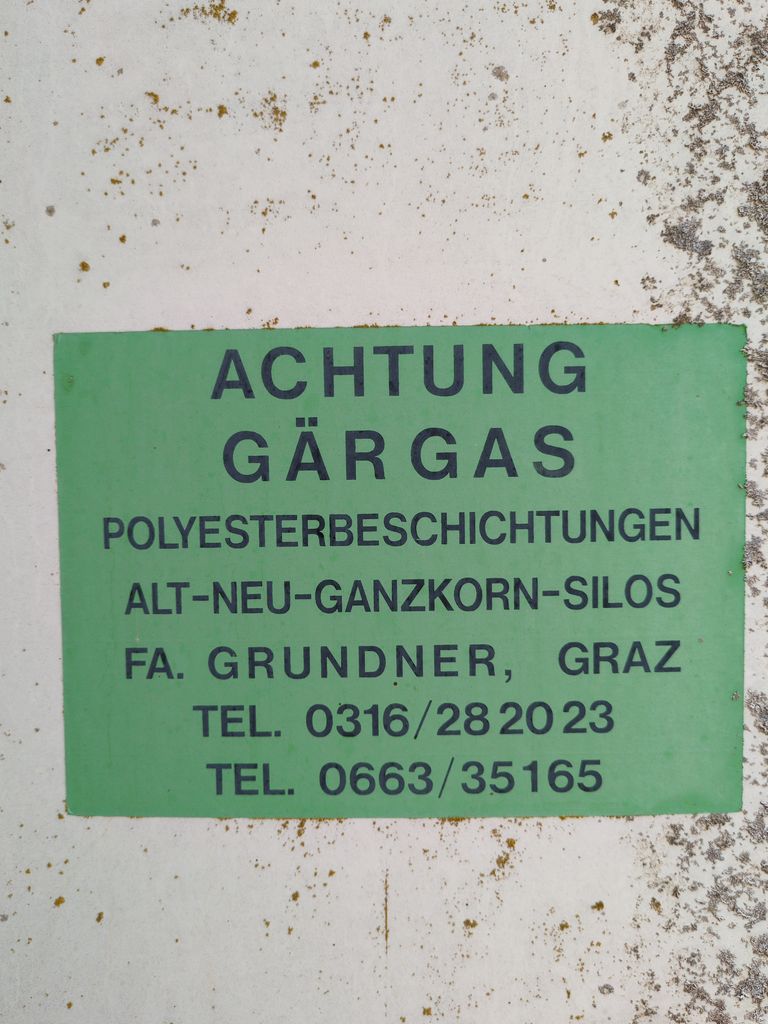 ACHTUNG
GÄRGAS
POLYESTERBESCHICHTUNGEN
ALT-NEU-GANZKORN-SILOS
FA. GRUNDNER, GRAZ
TEL. 0316/28 20 23
TEL. 0663/35165